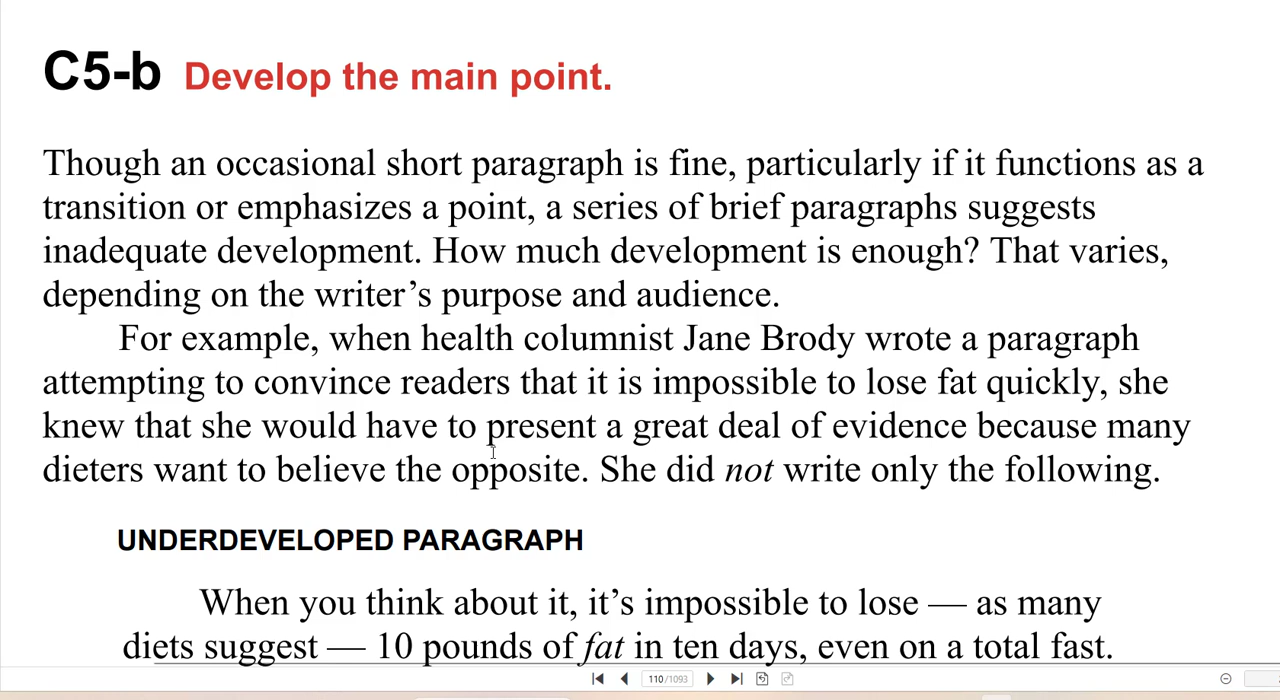 C5-b Develop the main point.
Though an occasional short paragraph is fine, particularly if it functions as a
transition or emphasizes a point, a series of brief paragraphs suggests
inadequate development. How much development is enough? That varies,
depending on the writer’s purpose and audience.
For example, when health columnist Jane Brody wrote a paragraph
attempting to convince readers that it is impossible to lose fat quickly, she
knew that she would have to present a great deal of evidence because many
dieters want to believe the opposite. She did not write only the following.
UNDERDEVELOPED PARAGRAPH
When you think about it, it’s impossible to lose — as many
diets suggest — 10 pounds of fat in ten days, even on a total fast.
110/1093